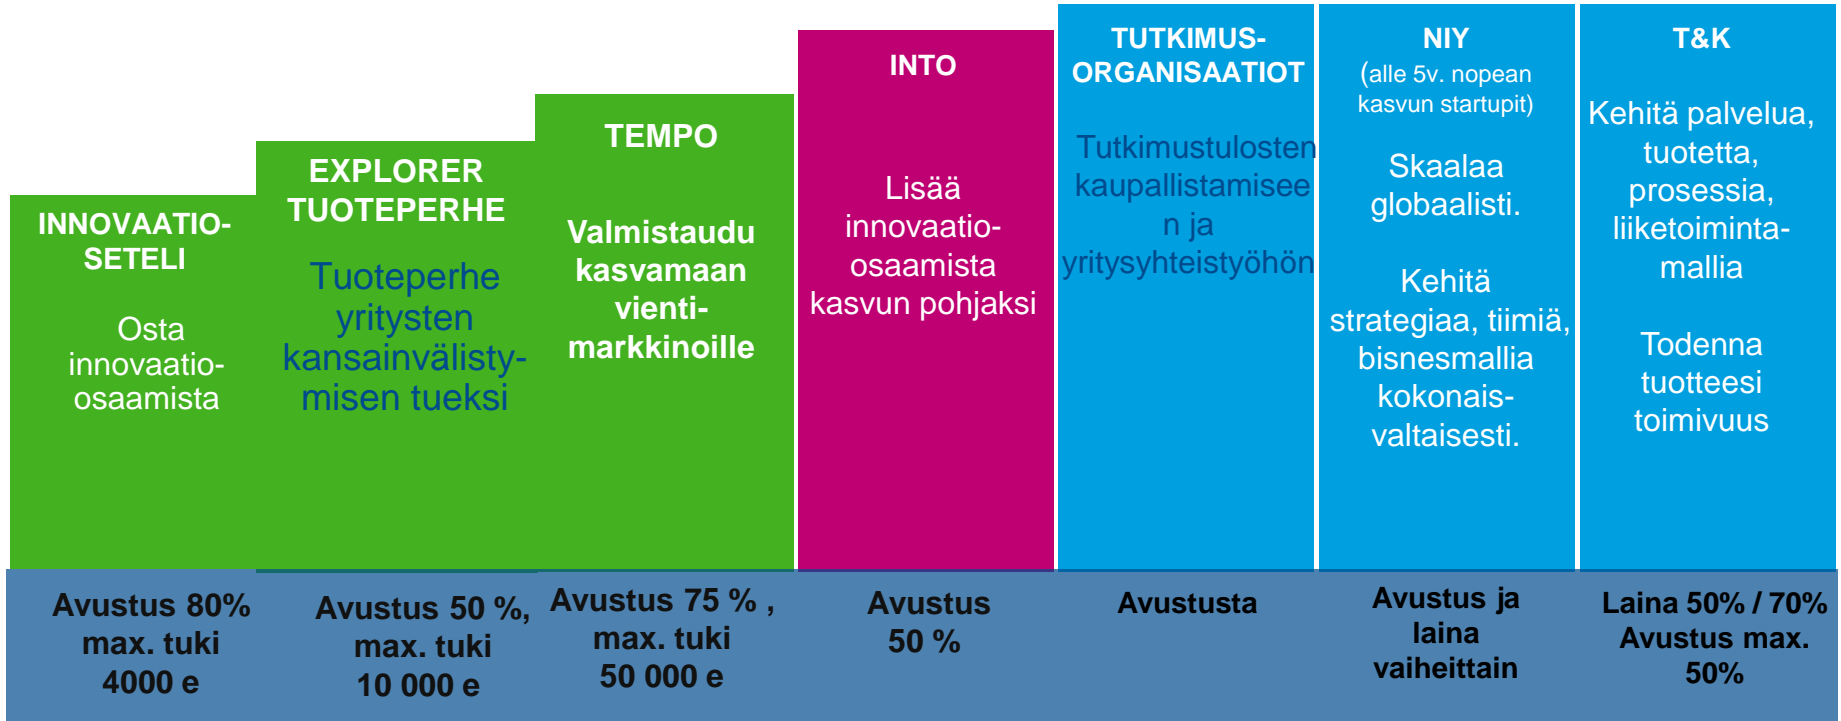 INNOVAATIO-
SETELI
Osta
innovaatio-
osaamista
Avustus 80%
max. tuki
4000 e
EXPLORER
TUOTEPERHE
Tuoteperhe
yritysten
kansainvälisty-
misen tueksi
Avustus 50 %,
max. tuki
10 000 e
TEMPO
Valmistaudu
kasvamaan
vienti-
markkinoille
Avustus 75 % ,
max. tuki
50 000 e
INTO
Lisää
innovaatio-
osaamista
kasvun pohjaksi
Avustus
50 %
TUTKIMUS-
ORGANISAATIOT
Tutkimustulosten
kaupallistamisee
n ja
yritysyhteistyöhön
Avustusta
NIY
(alle 5v. nopean
kasvun startupit)
Skaalaa
globaalisti.
Kehitä
strategiaa, tiimiä,
bisnesmallia
kokonais-
valtaisesti.
Avustus ja
laina
vaiheittain
T&K
Kehitä palvelua,
tuotetta,
prosessia,
liiketoiminta-
mallia
Todenna
tuotteesi
toimivuus
Laina 50% / 70%
Avustus max.
50%